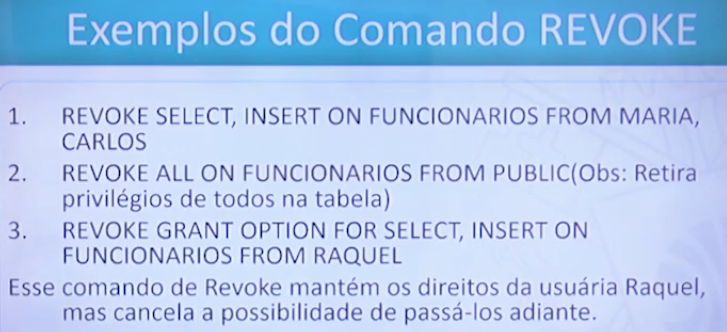 Exemplos do Comando REVOKE
1. REVOKE SELECT, INSERT ON FUNCIONARIOS FROM MARIA,
CARLOS
2. REVOKE ALL ON FUNCIONARIOS FROM PUBLIC(Obs: Retira
privilégios de todos na tabela)
3. REVOKE GRANT OPTION FOR SELECT, INSERT ON
FUNCIONARIOS FROM RAQUEL
Esse comando de Revoke mantém os direitos da usuária Raquel,
mas cancela a possibilidade de passá-los adiante.